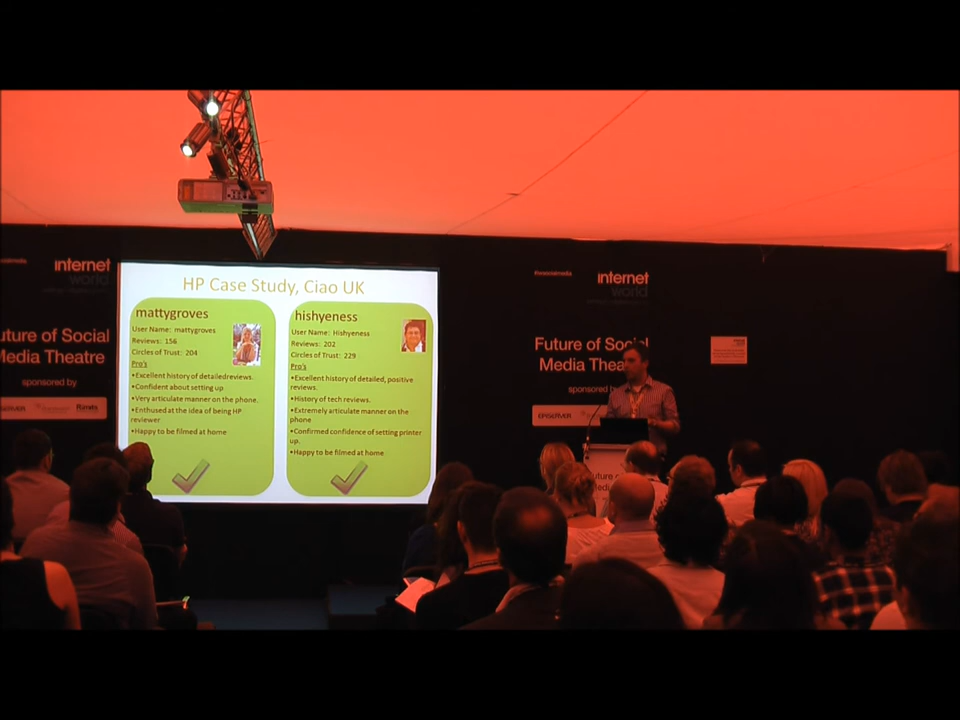 internet
world
uture of Social
Media Theatre
sponsored by
HP Case Study, Ciao UK
mattygroves
User Name: mattygroves
Reviews: 156
Circles of Trust: 204
Pro's
•Excellent history of detailedreviews.
•Confident about setting up
•Very articulate manner on the phone.
•Enthused at the idea of being HP
reviewer
•Happy to be filmed at home
hishyeness
User Name: Hishyeness
Reviews: 202
Circles of Trust: 229
Pro's
•Excellent history of detailed, positive
reviews.
•History of tech reviews.
•Extremely articulate manner on the
phone
•Confirmed confidence of setting printer
up.
•Happy to be filmed at home
internet
world
Future of Social
Media Thea
sponsored b
EPISERVER